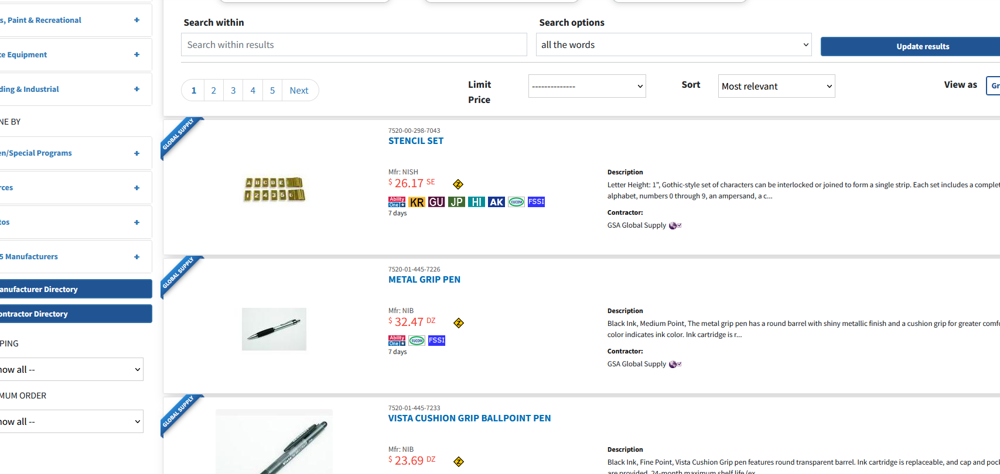 s, Paint & Recreational +
ce Equipment +
ding & Industrial +
NE BY
en/Special Programs +
rces +
tos +
5 Manufacturers +
anufacturer Directory
ontractor Directory
PING
how all --
MUM ORDER
how all --
Search within
Search within results
Search options
all the words
Update results
1 2 3 4 5 Next
Limit
Price
--------------
Sort
Most relevant
View as
Gr
GLOBAL SUPPLY
A B C D E
1 2 3 4 5 6
7520-00-298-7043
STENCIL SET
Mfr: NISH
$ 26.17 SE
Z
Ability
One
KR GU JP HI AK EUCOM FSSI
7 days
Description
Letter Height: 1", Gothic-style set of characters can be interlocked or joined to form a single strip. Each set includes a complet
alphabet, numbers 0 through 9, an ampersand, a c...
Contractor:
GSA Global Supply
GLOBAL SUPPLY
7520-01-445-7226
METAL GRIP PEN
Mfr: NIB
$ 32.47 DZ
Z
Ability
One
EUCOM FSSI
7 days
Description
Black Ink, Medium Point, The metal grip pen has a round barrel with shiny metallic finish and a cushion grip for greater comfo
color indicates ink color. Ink cartridge is r...
Contractor:
GSA Global Supply
GLOBAL SUPPLY
7520-01-445-7233
VISTA CUSHION GRIP BALLPOINT PEN
Mfr: NIB
$ 23.69 DZ
Z
Description
Black Ink, Fine Point, Vista Cushion Grip pen features round transparent barrel. Ink cartridge is replaceable, and cap and poc
are provided. 24-month maximum shelf life (ex